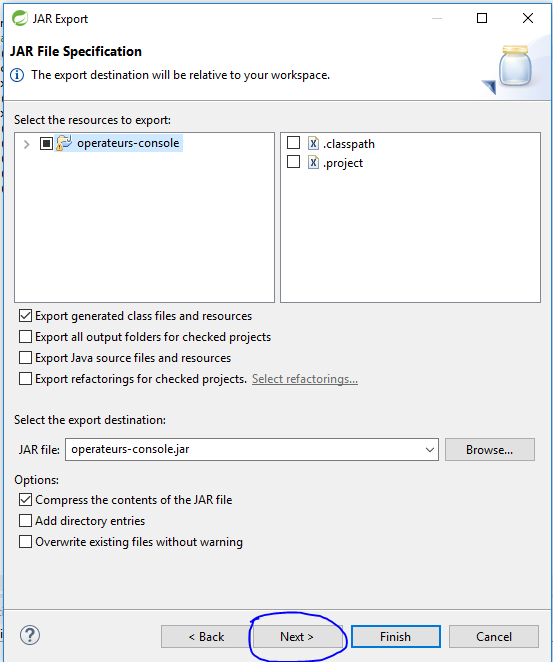 JAR Export
JAR File Specification
The export destination will be relative to your workspace.
Select the resources to export:
operateurs-console
.classpath
.project
Export generated class files and resources
Export all output folders for checked projects
Export Java source files and resources
Export refactorings for checked projects. Select refactorings...
Select the export destination:
JAR file: operateurs-console.jar Browse...
Options:
Compress the contents of the JAR file
Add directory entries
Overwrite existing files without warning
? < Back Next > Finish Cancel